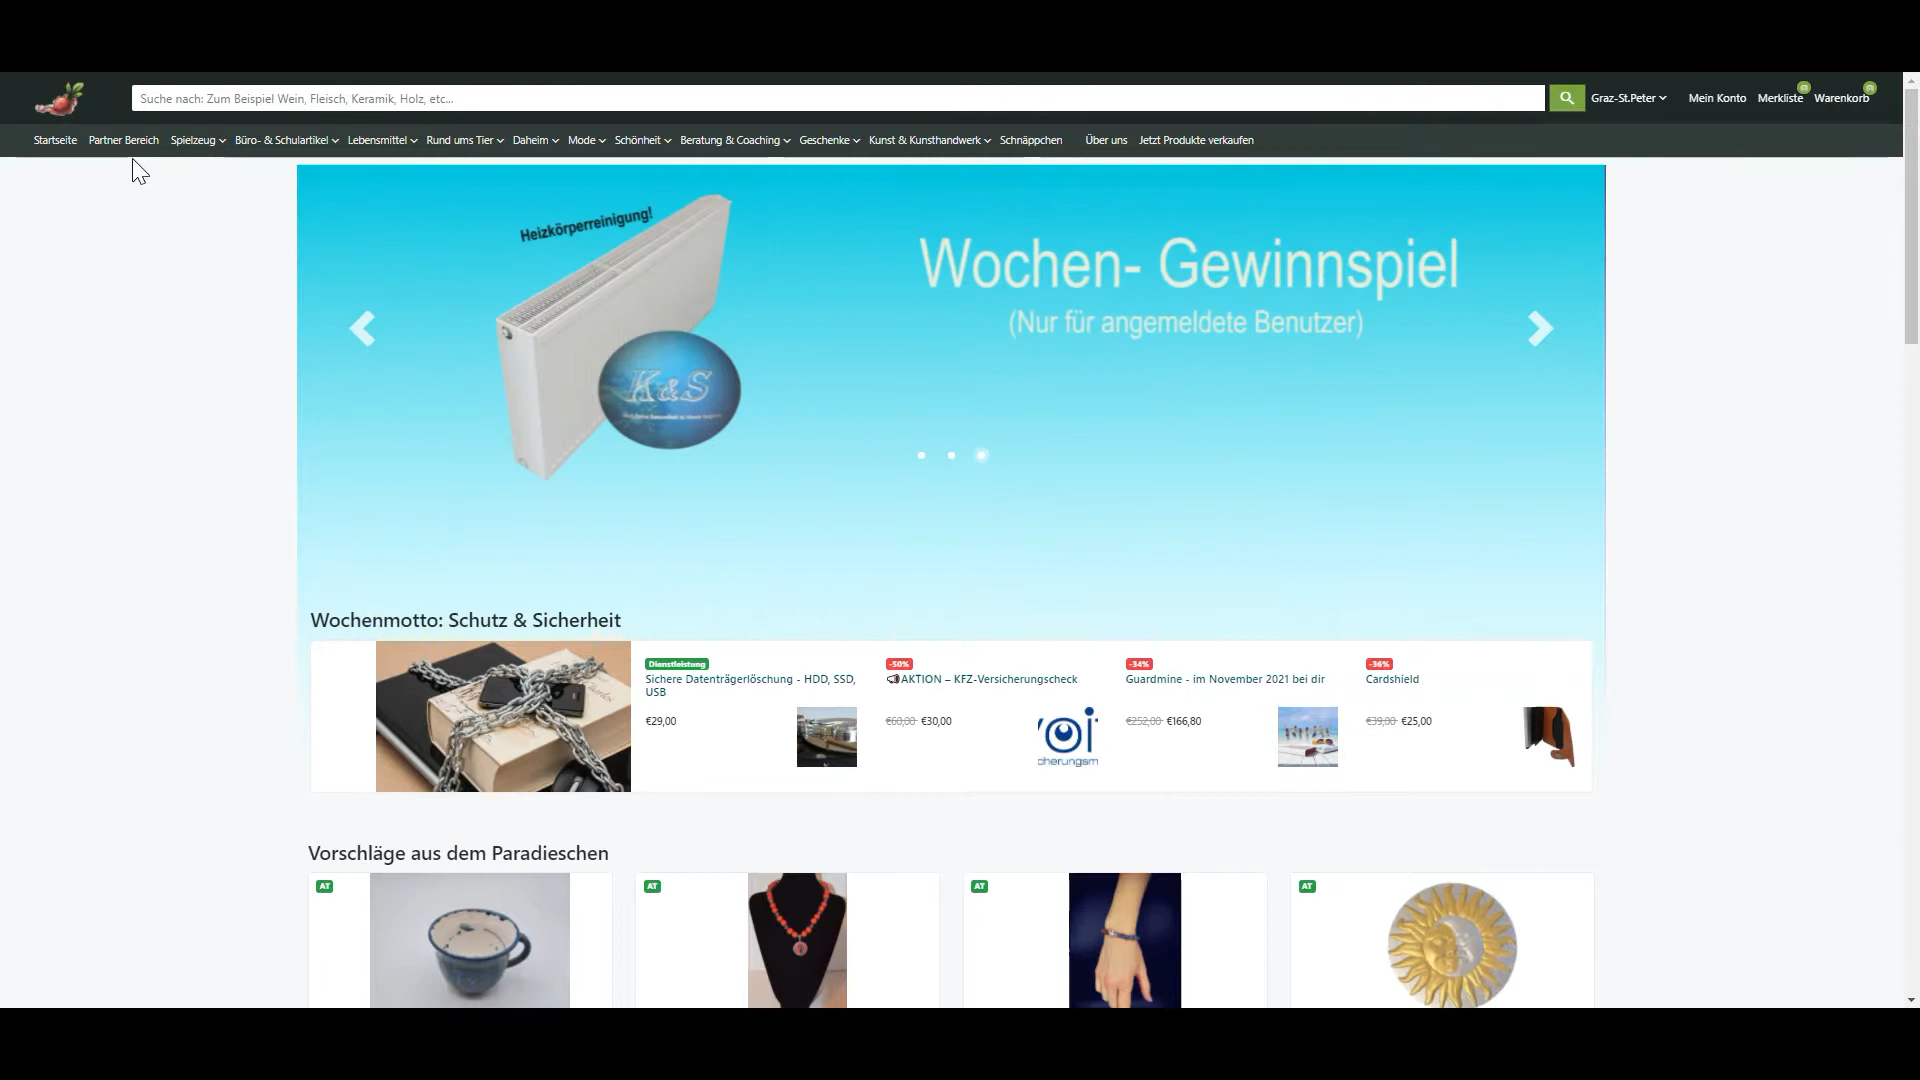 Suche nach: Zum Beispiel Wein, Fleisch, Keramik, Holz, etc...
Graz-St.Peter
Mein Konto
Merkliste
Warenkorb
Startseite
Partner Bereich
Spielzeug
Büro- & Schulartikel
Lebensmittel
Rund ums Tier
Daheim
Mode
Schönheit
Beratung & Coaching
Geschenke
Kunst & Kunsthandwerk
Schnäppchen
Über uns
Jetzt Produkte verkaufen
Heizkörperreinigung!
K&S
Wochen- Gewinnspiel
(Nur für angemeldete Benutzer)
Wochenmotto: Schutz & Sicherheit
Dienstleistung
Sichere Datenträgerlöschung - HDD, SSD,
USB
€29,00
-50%
AKTION – KFZ-Versicherungscheck
€60,00 €30,00
roi
cherungsm
-34%
Guardmine - im November 2021 bei dir
€252,00 €166,80
-36%
Cardshield
€39,00 €25,00
Vorschläge aus dem Paradieschen
AT
AT
AT
AT